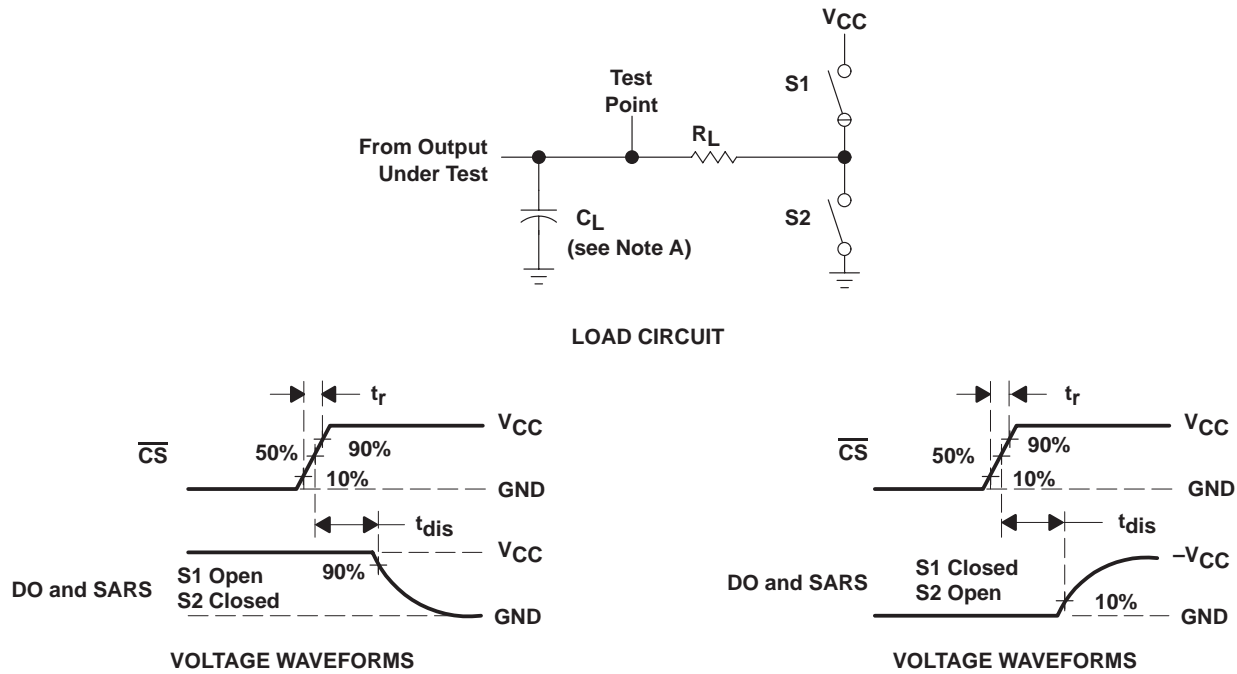 VCC
S1
Test
Point
RL
From Output
Under Test
S2
CL
(see Note A)
LOAD CIRCUIT
tr
VCC
CS
50%
90%
10%
GND
tdis
VCC
90%
S1 Open
S2 Closed
DO and SARS
GND
VOLTAGE WAVEFORMS
tr
VCC
CS
50%
90%
10%
GND
tdis
–VCC
S1 Closed
S2 Open
DO and SARS
10%
GND
VOLTAGE WAVEFORMS